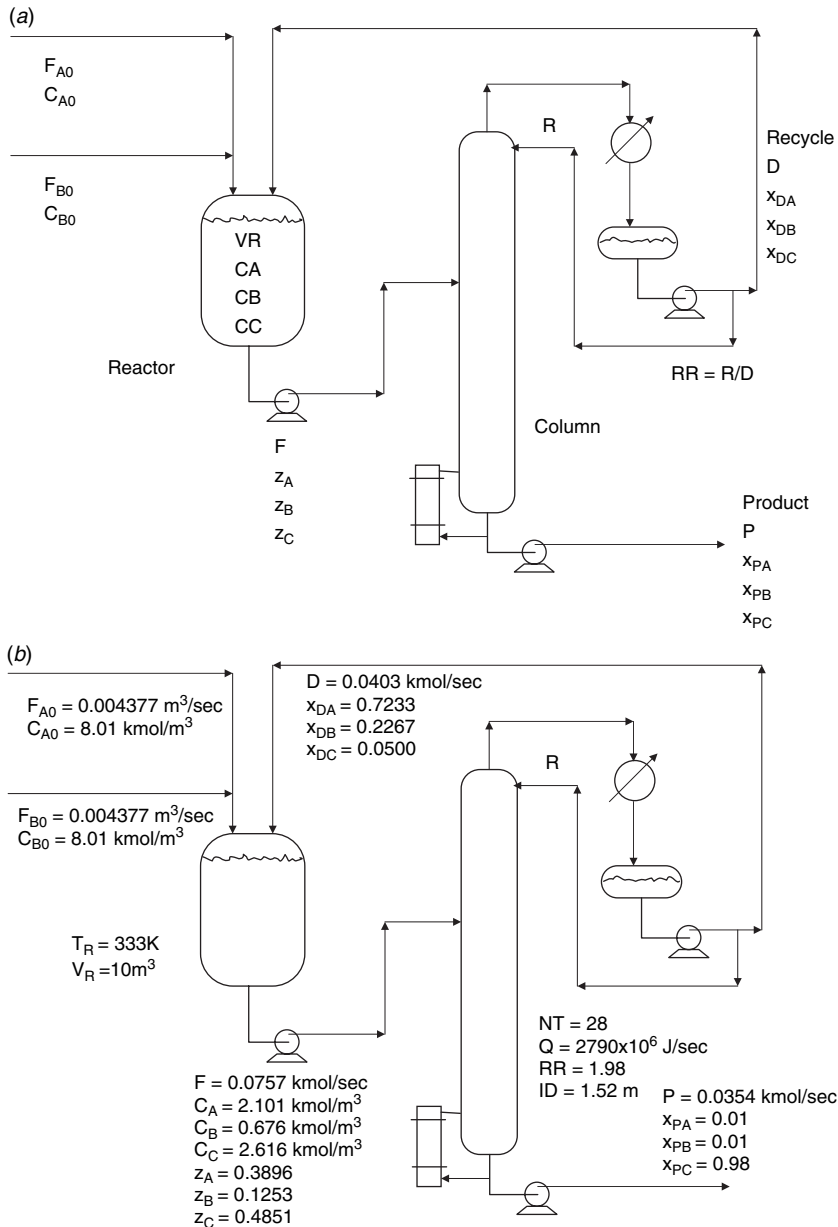 (a)
F_A0
C_A0
F_B0
C_B0
VR
CA
CB
CC
Reactor
F
z_A
z_B
z_C
R
Recycle
D
x_DA
x_DB
x_DC
RR = R/D
Column
Product
P
x_PA
x_PB
x_PC
(b)
F_A0 = 0.004377 m³/sec
C_A0 = 8.01 kmol/m³
F_B0 = 0.004377 m³/sec
C_B0 = 8.01 kmol/m³
T_R = 333K
V_R =10m³
D = 0.0403 kmol/sec
x_DA = 0.7233
x_DB = 0.2267
x_DC = 0.0500
R
F = 0.0757 kmol/sec
C_A = 2.101 kmol/m³
C_B = 0.676 kmol/m³
C_C = 2.616 kmol/m³
z_A = 0.3896
z_B = 0.1253
z_C = 0.4851
NT = 28
Q = 2790x10⁶ J/sec
RR = 1.98
ID = 1.52 m
P = 0.0354 kmol/sec
x_PA = 0.01
x_PB = 0.01
x_PC = 0.98